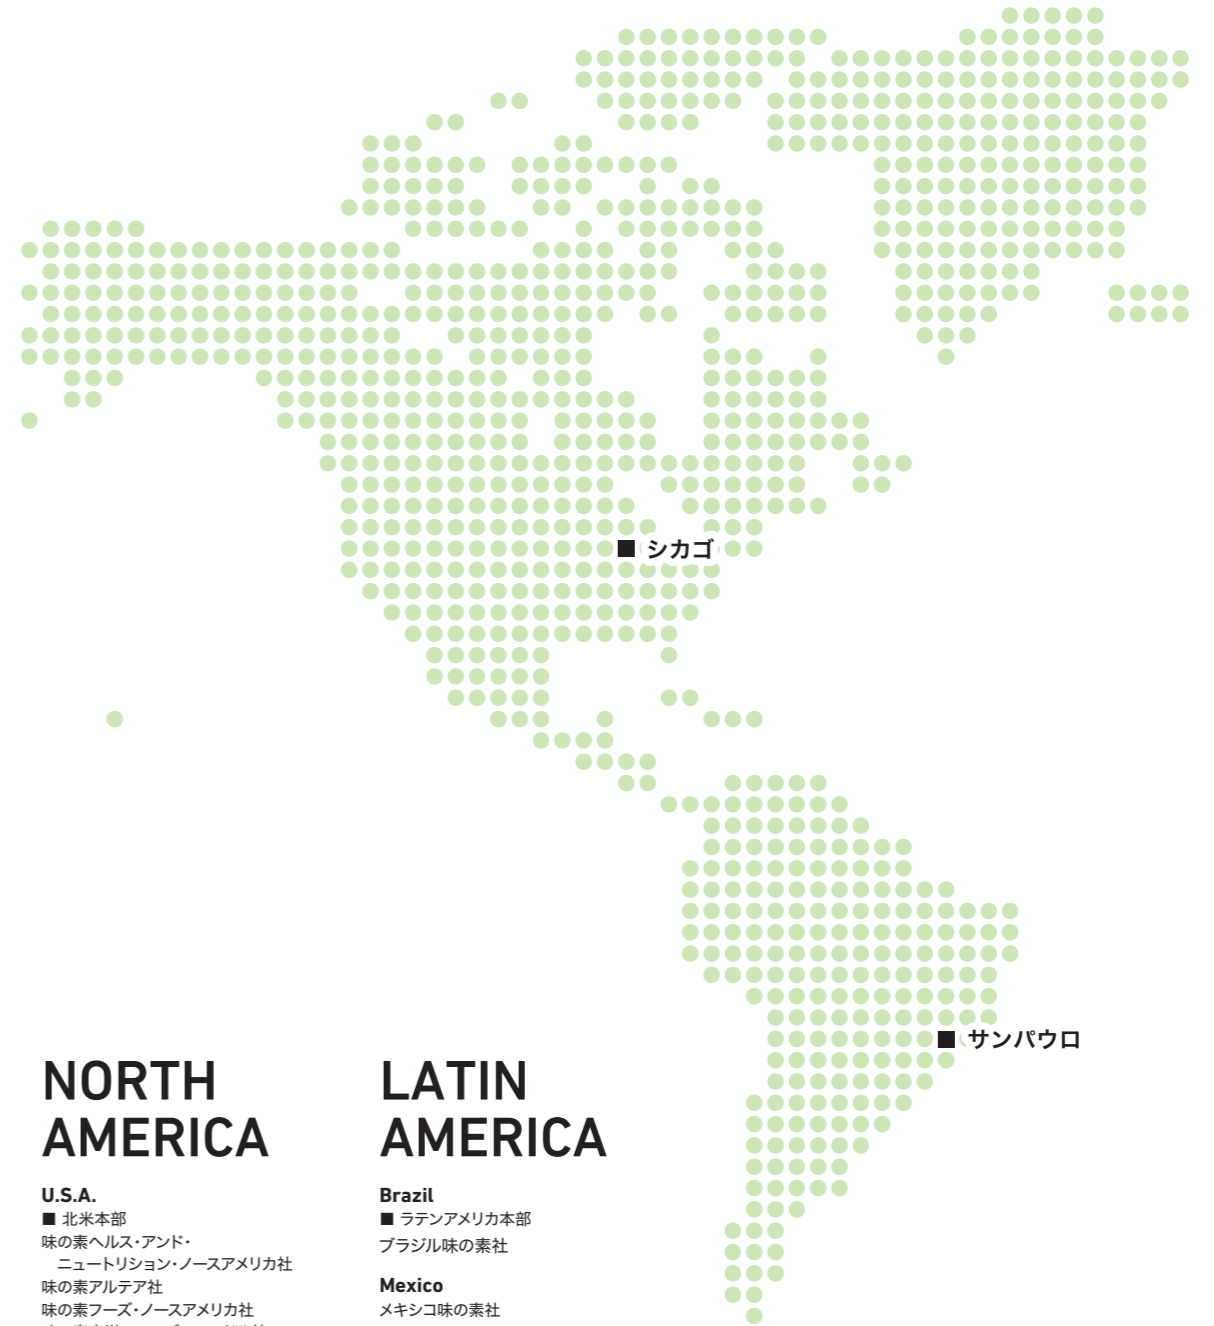 シカゴ
サンパウロ
NORTH
AMERICA
U.S.A.
■ 北米本部
味の素ヘルス・アンド・
ニュートリション・ノースアメリカ社
味の素アルテア社
味の素フーズ・ノースアメリカ社
LATIN
AMERICA
Brazil
■ ラテンアメリカ本部
ブラジル味の素社
Mexico
メキシコ味の素社